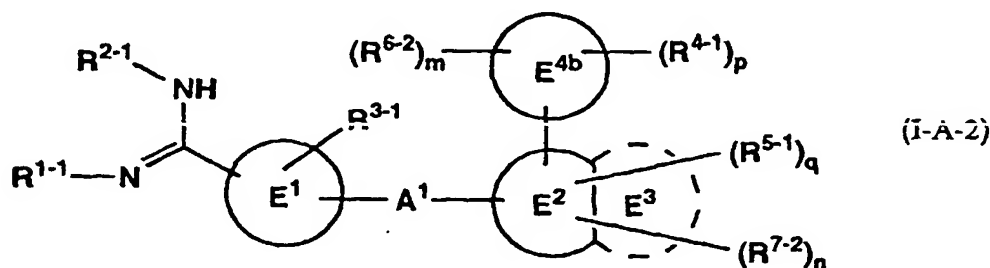 R²⁻¹
(R⁶⁻²)m
E⁴ᵇ
(R⁴⁻¹)p
NH
R³⁻¹
(I-A-2)
R¹⁻¹
N
E¹
A¹
E²
E³
(R⁵⁻¹)q
(R⁷⁻²)n